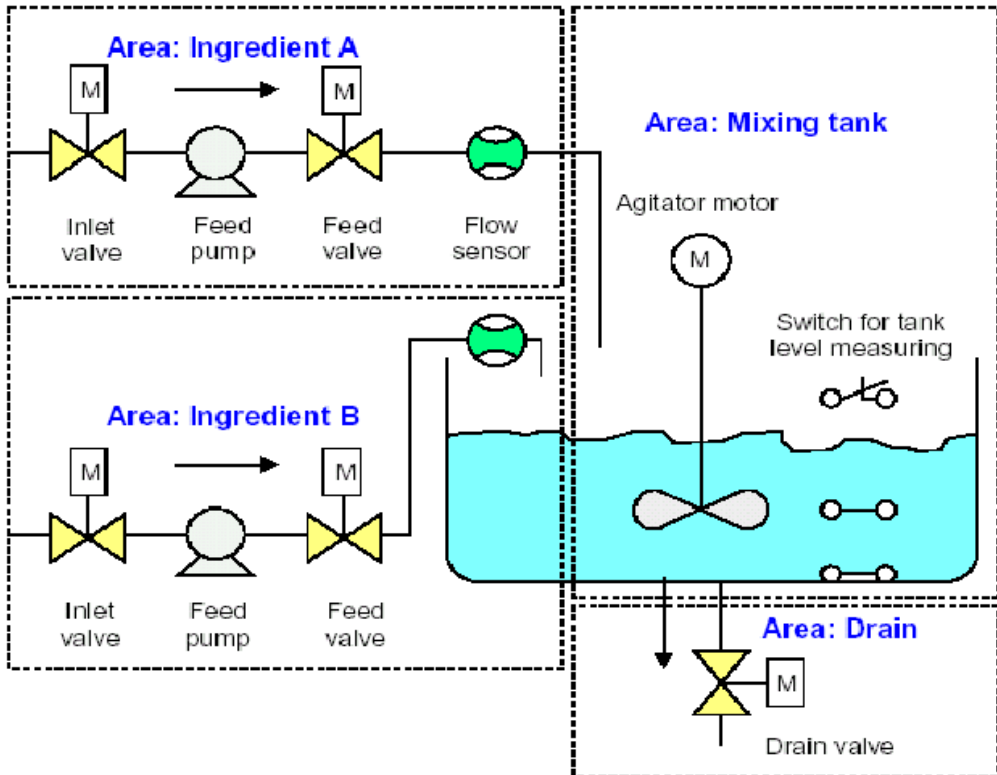 Area: Ingredient A
M
M
Inlet
valve
Feed
pump
Feed
valve
Flow
sensor
Area: Mixing tank
Agitator motor
M
Switch for tank
level measuring
Area: Ingredient B
M
M
Inlet
valve
Feed
pump
Feed
valve
Area: Drain
M
Drain valve